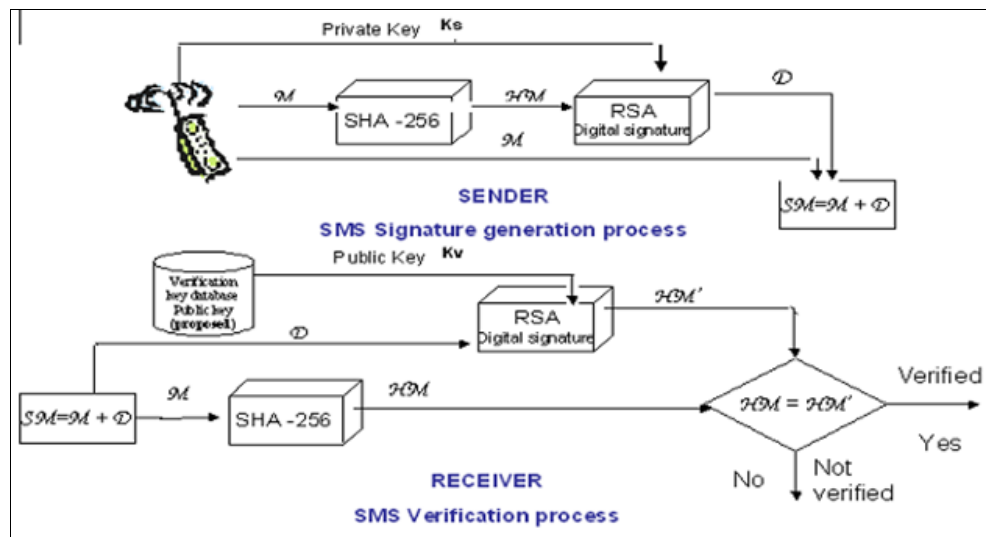 Private Key Ks
M
SHA -256
HM
RSA
Digital signature
D
M
SM=M + D
SENDER
SMS Signature generation process
Public Key Kv
Verification
key database
Public key
(proposed)
RSA
Digital signature
HM'
D
SM=M + D
M
SHA -256
HM
HM = HM'
Verified
Yes
No
Not
verified
RECEIVER
SMS Verification process